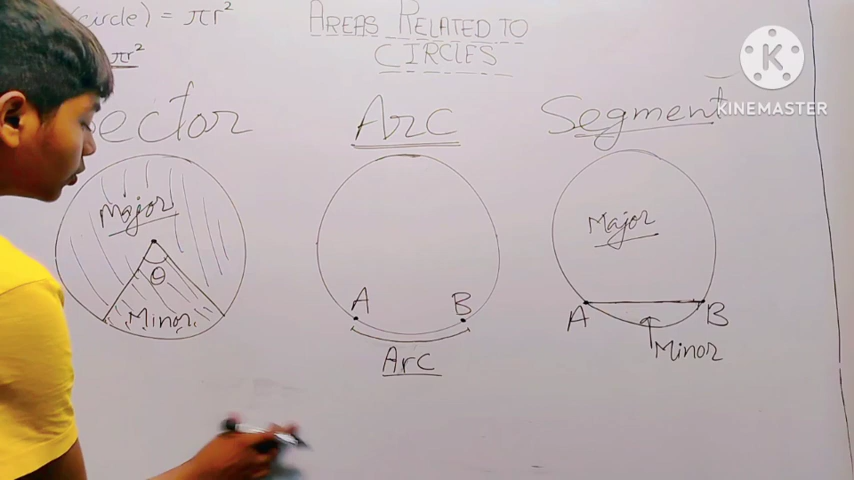 (circle) = πr²
πr²
AREAS RELATED TO
CIRCLES
ector
Arc
Segment
K
KINEMASTER
Major
θ
Minor
A
B
Arc
Major
A
B
Minor